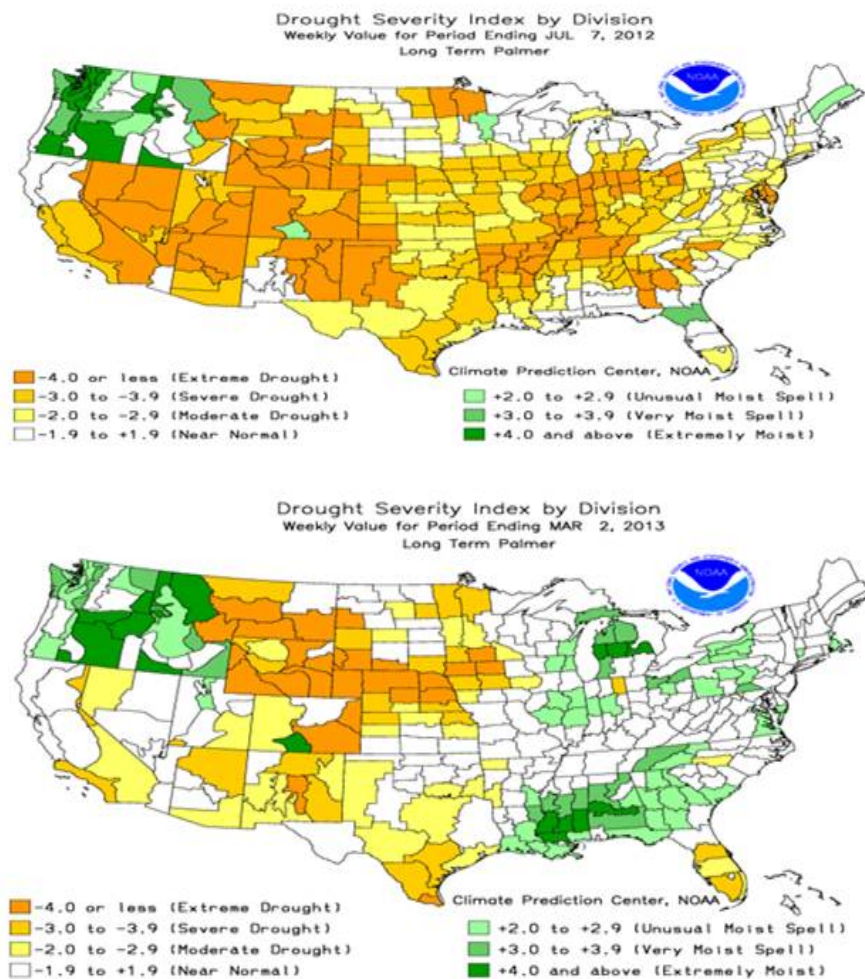 Drought Severity Index by Division
Weekly Value for Period Ending JUL 7, 2012
Long Term Palmer
NOAA
Climate Prediction Center, NOAA
-4.0 or less (Extreme Drought)
-3.0 to -3.9 (Severe Drought)
-2.0 to -2.9 (Moderate Drought)
-1.9 to +1.9 (Near Normal)
+2.0 to +2.9 (Unusual Moist Spell)
+3.0 to +3.9 (Very Moist Spell)
+4.0 and above (Extremely Moist)
Drought Severity Index by Division
Weekly Value for Period Ending MAR 2, 2013
Long Term Palmer
NOAA
Climate Prediction Center, NOAA
-4.0 or less (Extreme Drought)
-3.0 to -3.9 (Severe Drought)
-2.0 to -2.9 (Moderate Drought)
-1.9 to +1.9 (Near Normal)
+2.0 to +2.9 (Unusual Moist Spell)
+3.0 to +3.9 (Very Moist Spell)
+4.0 and above (Extremely Moist)